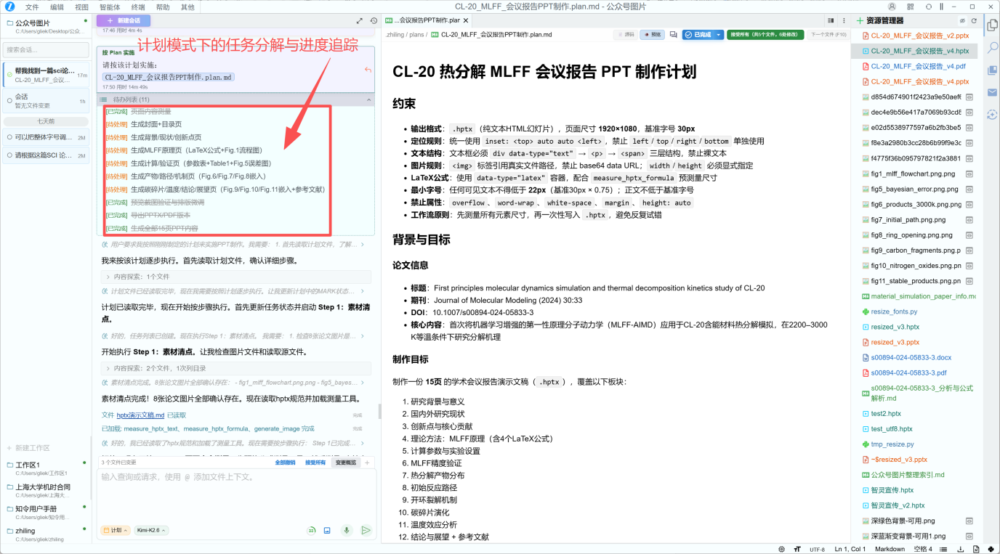 文件 编辑 视图 智能体 终端 帮助 其他
CL-20_MLFF_会议报告PPT制作.plan.md - 公众号图片
公众号图片
C:/Users/gliek/Desktop/公众...
搜索会话...
帮我找到一篇sci论... 17m
CL-20_MLFF_会议...
会话 1h
暂无文件变更
七天前
可以把整体字号调... 2M
请根据这篇SCI 论... 2M
+ 新建工作区
工作区1
C:/Users/gliek/工作区1
上海大学机时合同
C:/Users/gliek/上海大...
知令用户手册
C:/Users/gliek/知令用...
zhiling
C:/Users/gliek/zhiling
+ 新建会话
17:46 用时 4m 4s
计划模式下的任务分解与进度追踪
按 Plan 实施
请按该计划实施：
CL-20_MLFF_会议报告PPT制作.plan.md
17:50 用时 14m 49s
待办列表 (11)
[已完成] 页面内容测量
[待处理] 生成封面+目录页
[待处理] 生成背景/现状/创新点页
[待处理] 生成MLFF原理页（LaTeX公式+Fig.1流程图）
[待处理] 生成计算/验证页（参数表+Table1+Fig.5误差图）
[待处理] 生成产物/路径/机制页（Fig.6/Fig.7/Fig.8嵌入）
[待处理] 生成碎片/温度/结论/展望页（Fig.9/Fig.10/Fig.11嵌入+参考文献）
[已完成] 预览截图验证与排版微调
[已完成] 导出PPTX/PDF版本
[已完成] 生成全部15页PPT内容
用户要求我按照刚刚制定的计划来实施PPT制作。我需要： 1. 首先读取计划文件，了解...
我来按该计划逐步执行。首先读取计划文件，确认详细步骤。
内容探索：1个文件
计划文件已经读取完毕，现在我需要按照计划逐步执行。让我更新计划中的MARK状态...
计划已读取完毕，现在开始按步骤执行。首先更新任务状态并启动 Step 1：素材清
点。
好的，任务列表已创建。现在执行Step 1：素材清点。 我需要： 1. 检查8张论文图片是...
开始执行 Step 1：素材清点。让我检查图片文件和读取源文件。
内容探索：2个文件，1次列目录
素材清点完成。8张论文图片全部确认存在： - fig1_mlff_flowchart.png.png - fig5_bayes...
素材清点完成！8张论文图片全部确认存在。现在读取hptx规范并加载测量工具。
文件 hptx演示文稿.md 已读取 完成
已加载: measure_hptx_text、measure_hptx_formula、generate_image 完成 完成
好的，我已经读取了hptx规范和加载了测量工具。现在需要按步骤执行： Step 1已完成...
3 个文件已变更 全部撤销 接受所有 变更概览 +
输入查询或请求，使用 @ 添加文件上下文。
计划 Kimi-K2.6 33
...会议报告PPT制作.plar
.zhiling / plans / CL-20_MLFF_会议报告PPT制作.plan.md
源码 预览 已完成 接受所有（共5个文件，6处修改） 下一个文件 (F10)
CL-20 热分解 MLFF 会议报告 PPT 制作计划
约束
• 输出格式：.hptx（纯文本HTML幻灯片），页面尺寸 1920×1080，基准字号 30px
• 定位规则：统一使用 inset: <top> auto auto <left>，禁止 left / top / right / bottom 单独使用
• 文本结构：文本框必须 div data-type="text" → <p> → <span> 三层结构，禁止裸文本
• 图片规则：<img> 标签引用真实文件路径，禁止 base64 data URL；width / height 必须显式指定
• LaTeX公式：使用 data-type="latex" 容器，配合 measure_hptx_formula 预测量尺寸
• 最小字号：任何可见文本不得低于 22px（基准30px × 0.75）；正文不低于基准字号
• 禁止属性：overflow、word-wrap、white-space、margin、height: auto
• 工作流原则：先测量所有元素尺寸，再一次性写入 .hptx，避免反复试错
背景与目标
论文信息
• 标题：First principles molecular dynamics simulation and thermal decomposition kinetics study of CL-20
• 期刊：Journal of Molecular Modeling (2024) 30:33
• DOI：10.1007/s00894-024-05833-3
• 核心内容：首次将机器学习增强的第一性原理分子动力学（MLFF-AIMD）应用于CL-20含能材料热分解模拟，在2200–3000
K等温条件下研究分解机理
制作目标
制作一份 15页 的学术会议报告演示文稿（.hptx），覆盖以下板块：
1. 研究背景与意义
2. 国内外研究现状
3. 创新点与核心贡献
4. 理论方法：MLFF原理（含4个LaTeX公式）
5. 计算参数与实验设置
6. MLFF精度验证
7. 热分解产物分布
8. 初始反应路径
9. 开环裂解机制
10. 碳碎片演化
11. 温度效应分析
12. 结论与展望 + 参考文献
资源管理器
CL-20_MLFF_会议报告_v2.pptx
CL-20_MLFF_会议报告_v4.hptx
CL-20_MLFF_会议报告_v4.pdf
CL-20_MLFF_会议报告_v4.pptx
d854d674901f2423a9e50aef6
dec4e9b56e417a7069b93cd8
e02d5538977597a6b2fb3be5
f8e3a2980b3cc28b6b99f9e3c
f4775f36b095797821f2a3881
fig1_mlff_flowchart.png.png
fig5_bayesian_error.png.png
fig6_products_3000k.png.png
fig7_initial_path.png.png
fig8_ring_opening.png.png
fig9_carbon_fragments.png.p
fig10_nitrogen_oxides.png.pn
fig11_stable_products.png.pn
material_simulation_paper_info.mc
resize_fonts.py
resized_v3.hptx
resized_v3.pptx
s00894-024-05833-3.docx
s00894-024-05833-3.pdf
s00894-024-05833-3_分析与公式
解析.md
test2.hptx
test_utf8.hptx
tmp_resize.py
~$resized_v3.pptx
公众号图片整理索引.md
智灵宣传.hptx
智灵宣传_v2.hptx
深绿色背景-可用.png
深蓝渐变背景-可用1.png
UTF-8 Ln 1, Col 1 Markdown 空格 4